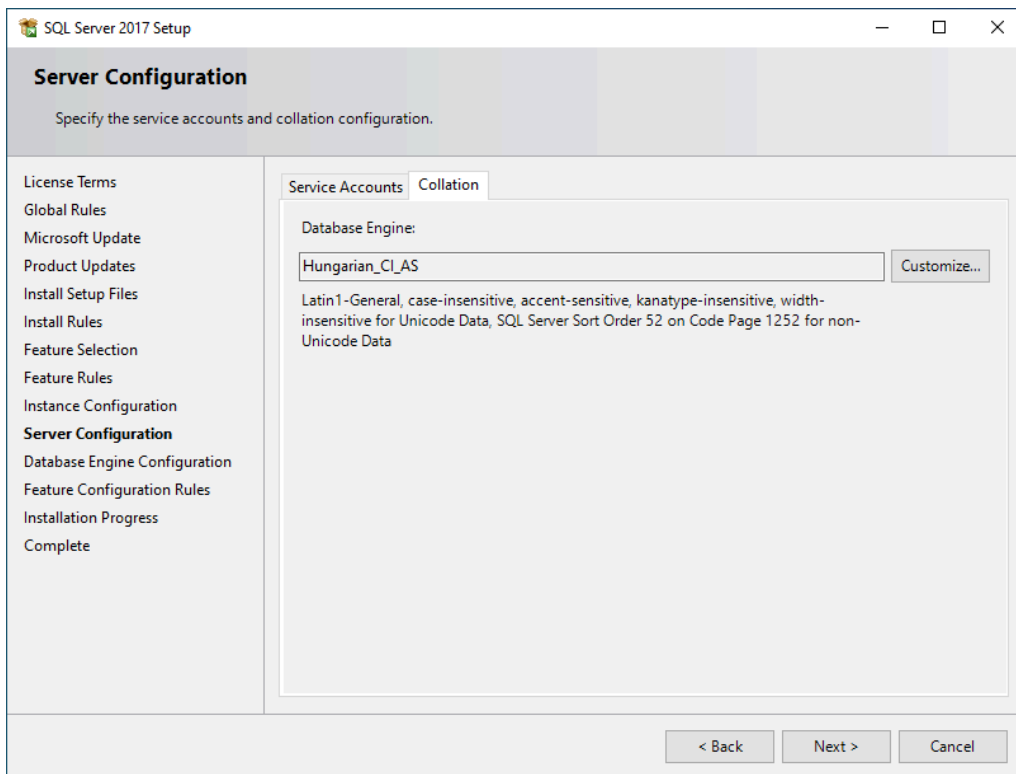 SQL Server 2017 Setup
Server Configuration
Specify the service accounts and collation configuration.
License Terms
Global Rules
Microsoft Update
Product Updates
Install Setup Files
Install Rules
Feature Selection
Feature Rules
Instance Configuration
Server Configuration
Database Engine Configuration
Feature Configuration Rules
Installation Progress
Complete
Service Accounts
Collation
Database Engine:
Hungarian_CI_AS
Customize...
Latin1-General, case-insensitive, accent-sensitive, kanatype-insensitive, width-
insensitive for Unicode Data, SQL Server Sort Order 52 on Code Page 1252 for non-
Unicode Data
< Back
Next >
Cancel